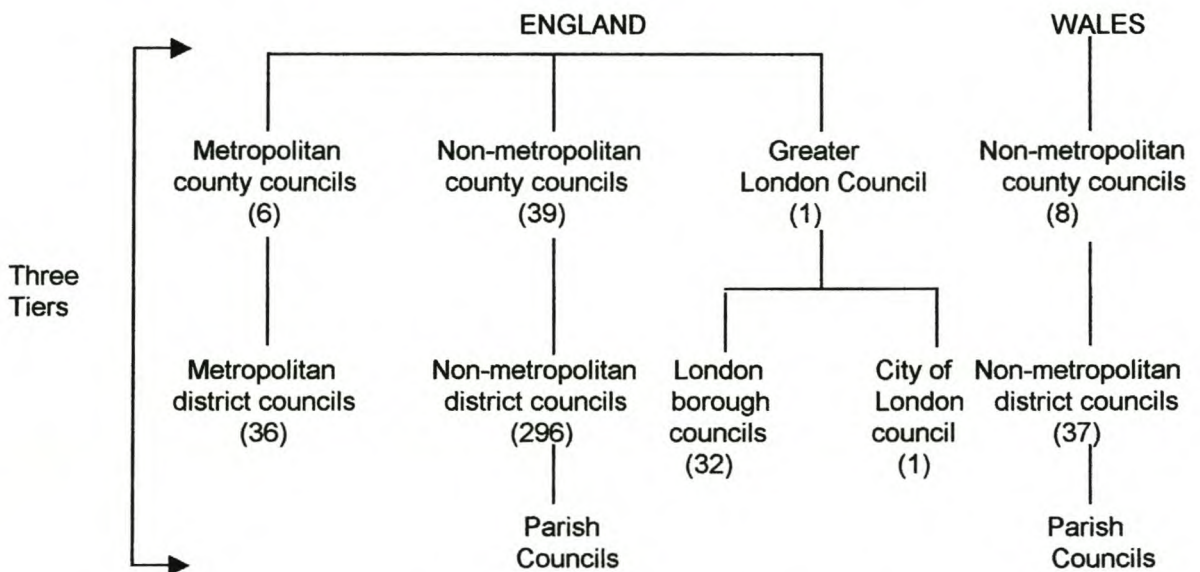 ENGLAND
WALES
Metropolitan
county councils
(6)
Non-metropolitan
county councils
(39)
Greater
London Council
(1)
Non-metropolitan
county councils
(8)
Three
Tiers
Metropolitan
district councils
(36)
Non-metropolitan
district councils
(296)
London
borough
councils
(32)
City of
London
council
(1)
Non-metropolitan
district councils
(37)
Parish
Councils
Parish
Councils